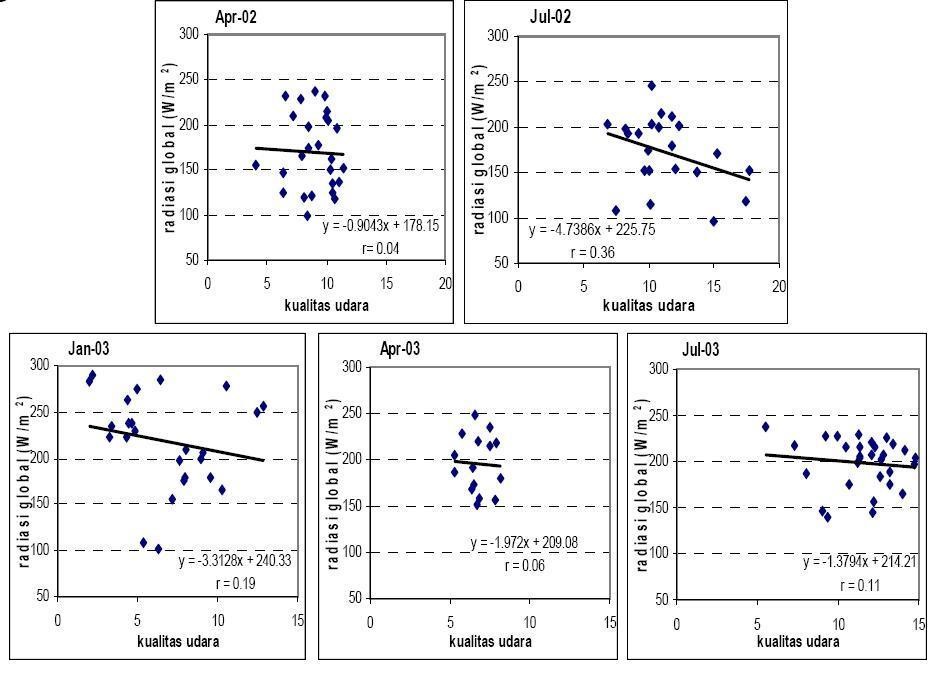 Apr-02
300
250
200
150
100
50
radiasi global (W/m ²)
y = -0.9043x + 178.15
r= 0.04
0 5 10 15 20
kualitas udara
Jul-02
300
250
200
150
100
50
radiasi global (W/m ²)
y = -4.7386x + 225.75
r = 0.36
0 5 10 15 20
kualitas udara
Jan-03
300
250
200
150
100
50
radiasi global (W/m ²)
y = -3.3128x + 240.33
r = 0.19
0 5 10 15
kualitas udara
Apr-03
300
250
200
150
100
50
radiasi global (W/m ²)
y = -1.972x + 209.08
r = 0.06
0 5 10 15
kualitas udara
Jul-03
300
250
200
150
100
50
radiasi global (W/m ²)
y = -1.3794x + 214.21
r = 0.11
0 5 10 15
kualitas udara